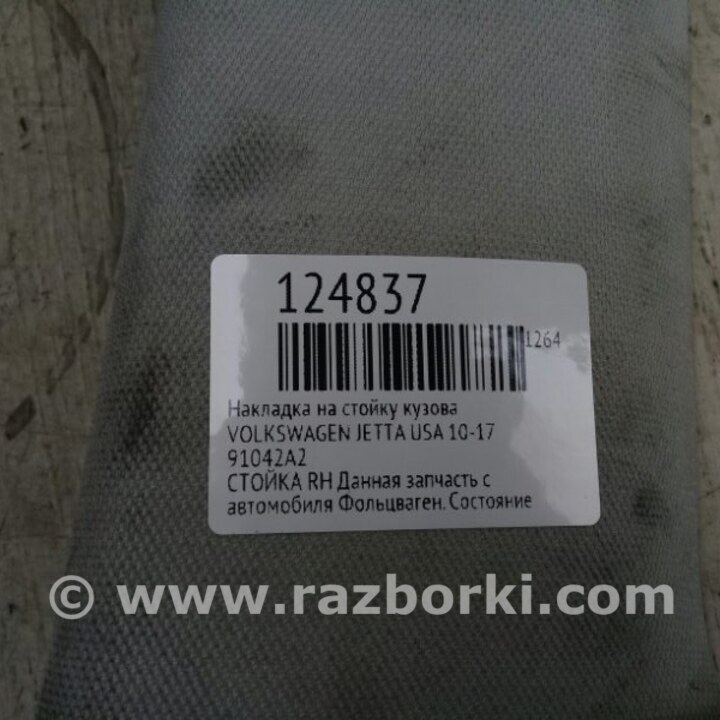 124837
1264
Накладка на стойку кузова
VOLKSWAGEN JETTA USA 10-17
91042A2
СТОЙКА RH Данная запчасть с
автомобиля Фольцваген. Состояние
© www.razborki.com